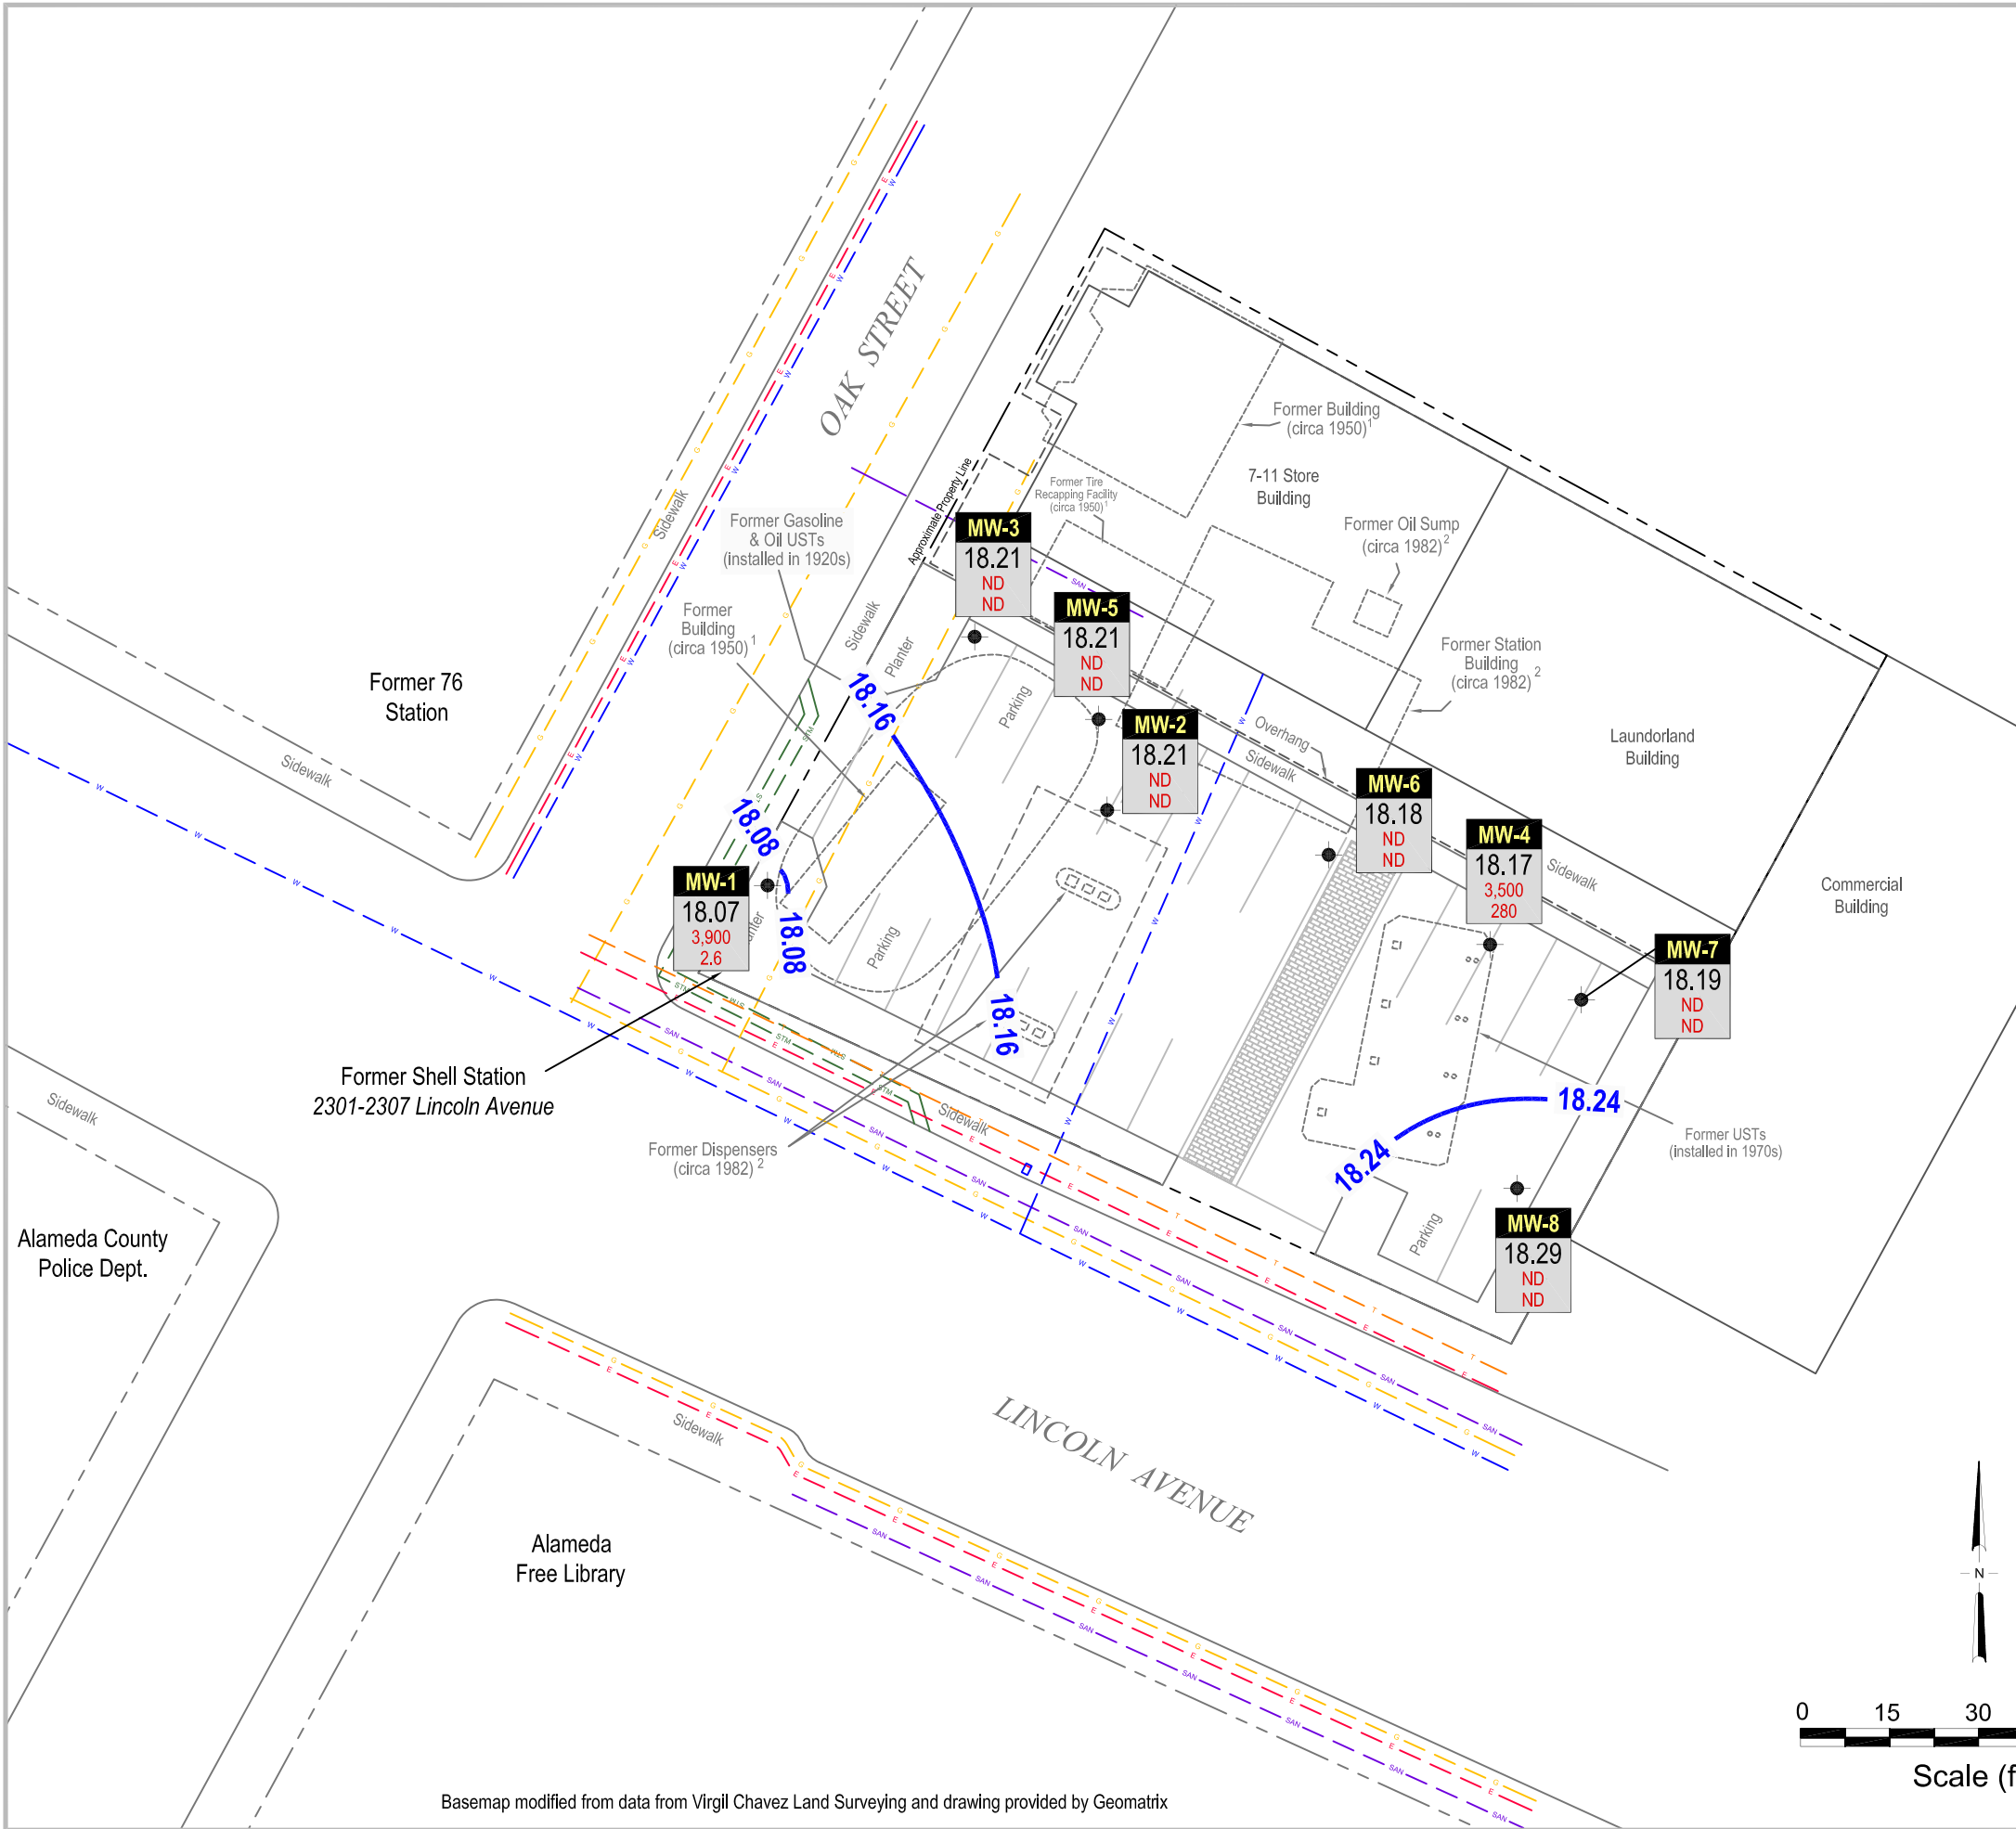 OAK STREET
Approximate Property Line
Former Building
(circa 1950)1
7-11 Store
Building
Former Tire
Recapping Facility
(circa 1950)1
Former Oil Sump
(circa 1982)2
Former Gasoline
& Oil USTs
(installed in 1920s)
Former
Building
(circa 1950) 1
Former Station
Building
(circa 1982) 2
MW-3
18.21
ND
ND
MW-5
18.21
ND
ND
MW-2
18.21
ND
ND
MW-6
18.18
ND
ND
MW-4
18.17
3,500
280
MW-7
18.19
ND
ND
MW-8
18.29
ND
ND
MW-1
18.07
3,900
2.6
Sidewalk
Sidewalk
Planter
Parking
Overhang
Sidewalk
Sidewalk
Parking
Parking
18.16
18.16
18.08
18.08
18.24
18.24
Laundorland
Building
Commercial
Building
Former 76
Station
Sidewalk
Former Shell Station
2301-2307 Lincoln Avenue
Former Dispensers
(circa 1982) 2
Sidewalk
Former USTs
(installed in 1970s)
Sidewalk
Alameda County
Police Dept.
Sidewalk
LINCOLN AVENUE
Alameda
Free Library
N
0 15 30
Scale (f
Basemap modified from data from Virgil Chavez Land Surveying and drawing provided by Geomatrix